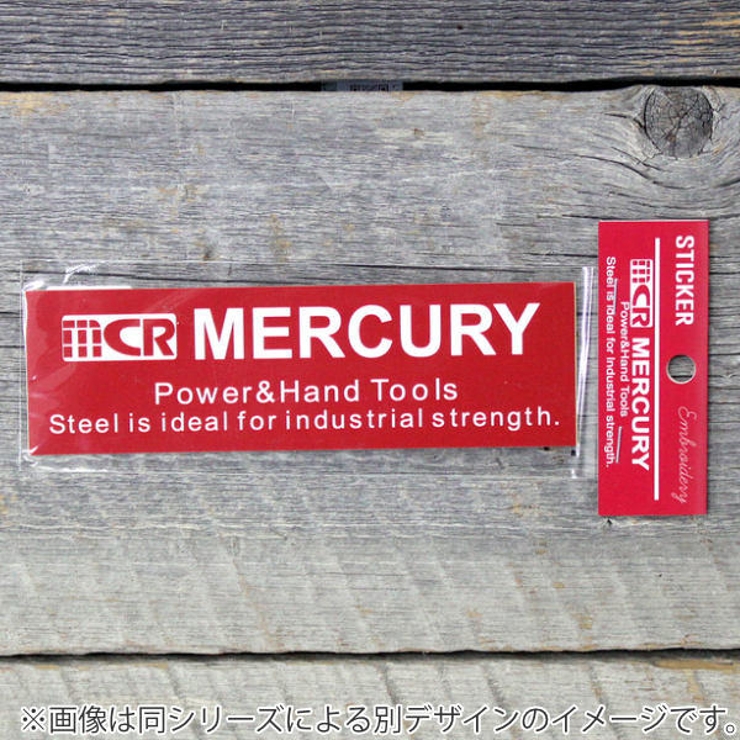 mCR MERCURY
Power&Hand Tools
Steel is ideal for industrial strength.
STICKER
mCR MERCURY
Power&Hand Tools
Steel is ideal for industrial strength.
Embroidery
※画像は同シリーズによる別デザインのイメージです。